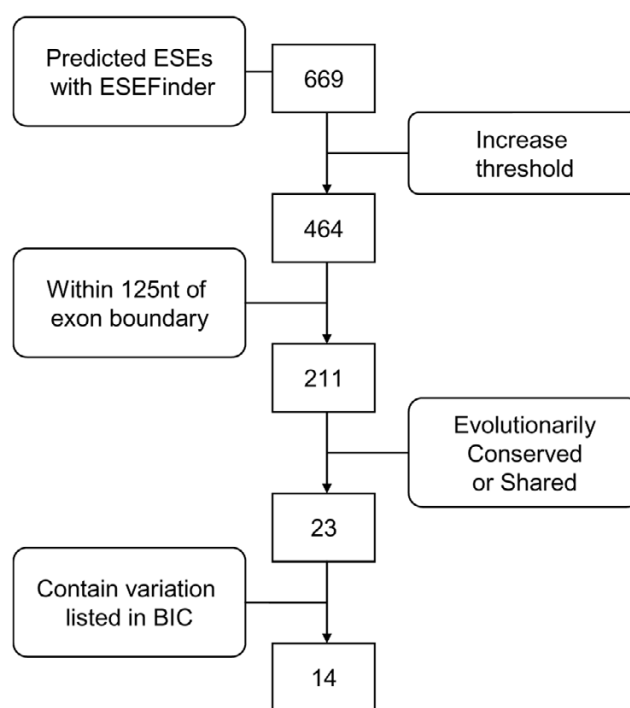 Predicted ESEs
with ESEFinder
669
Increase
threshold
464
Within 125nt of
exon boundary
211
Evolutionarily
Conserved
or Shared
23
Contain variation
listed in BIC
14